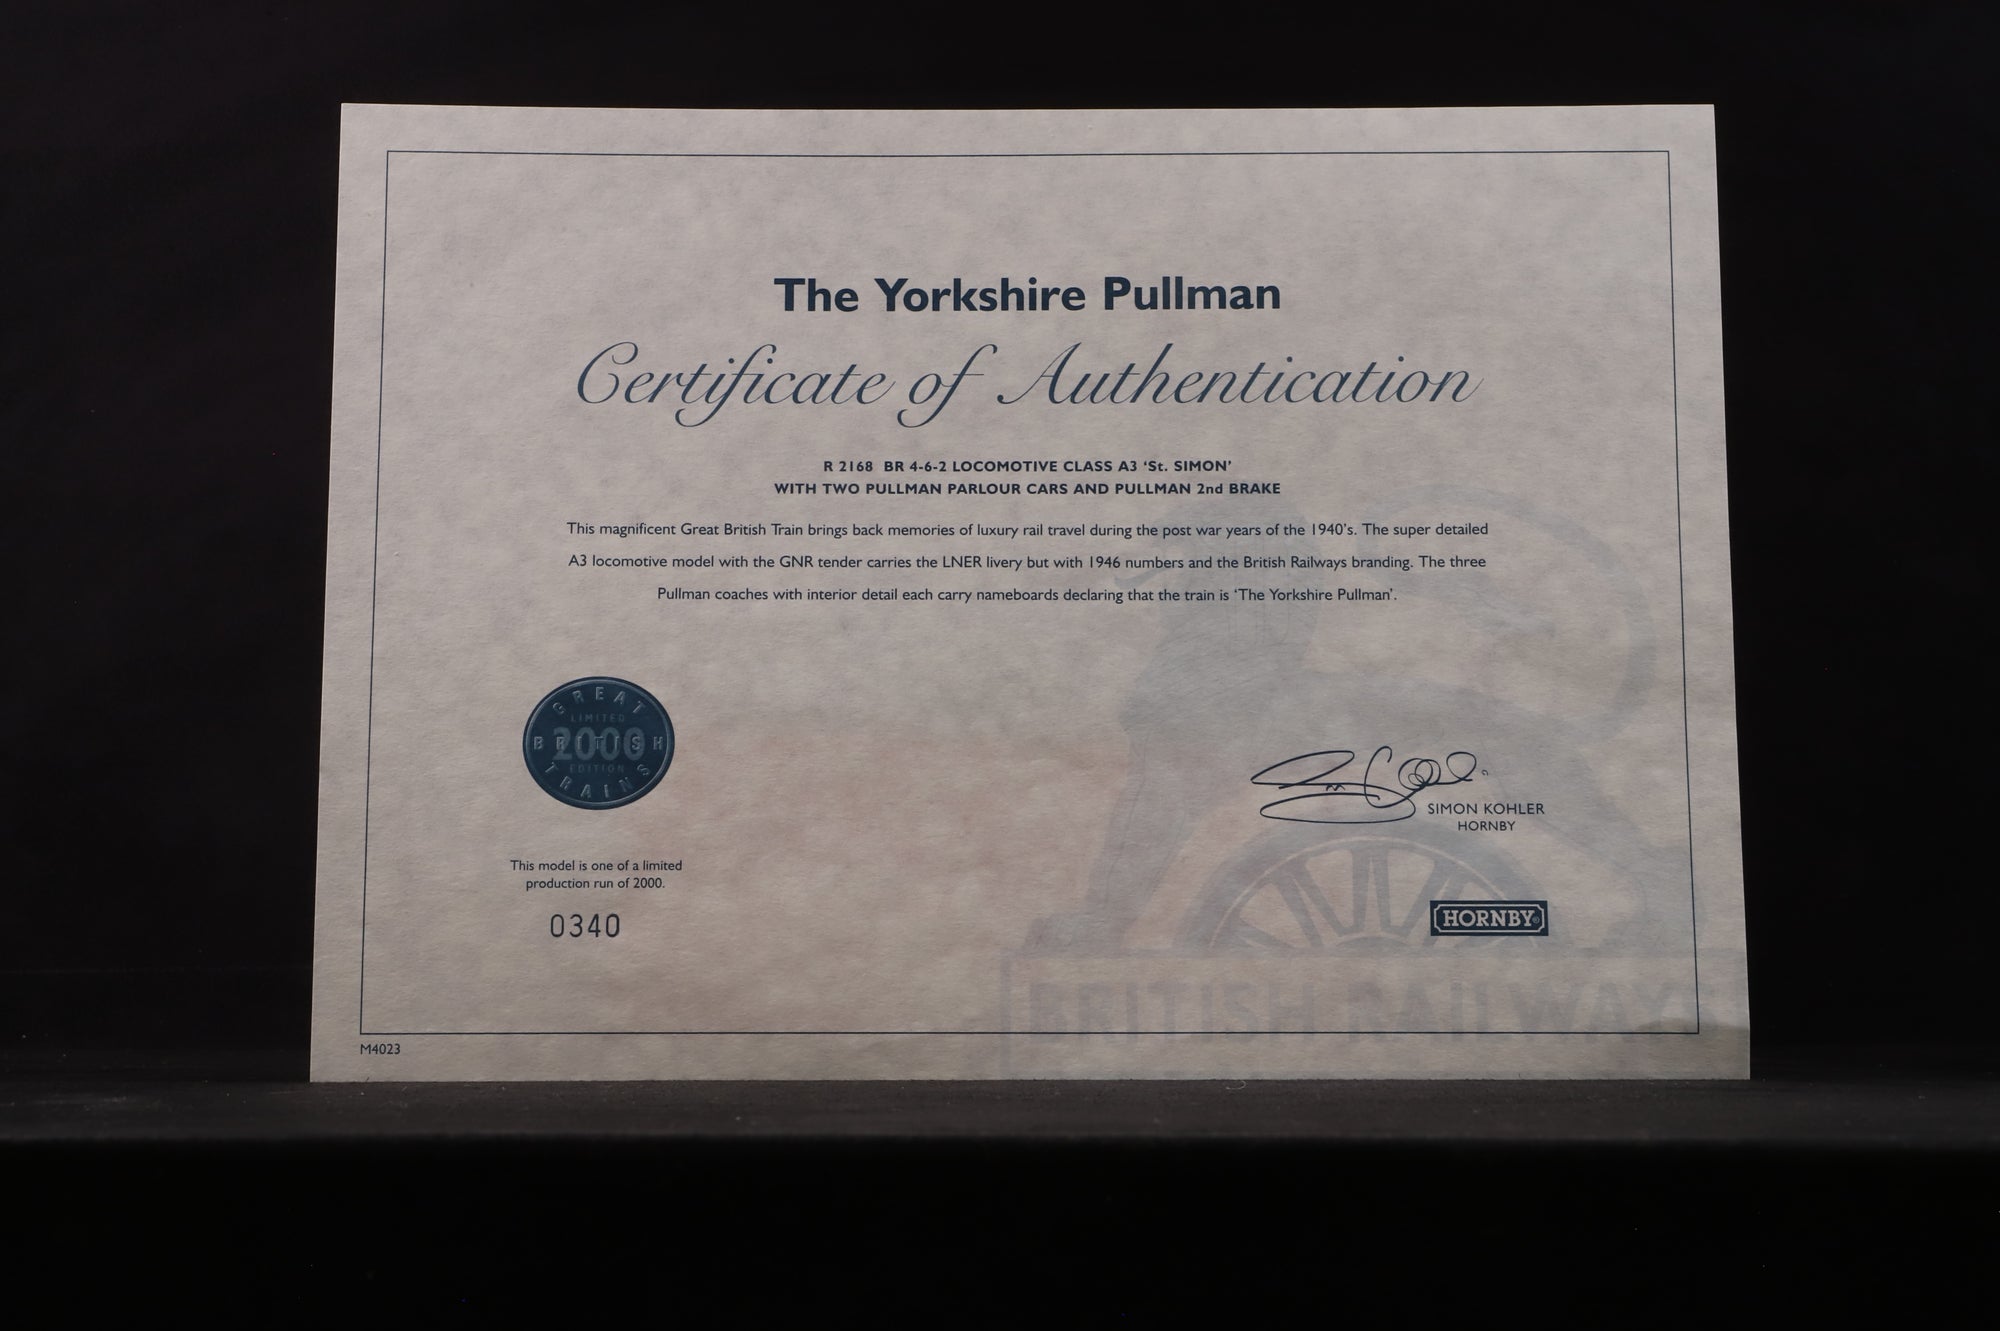 The Yorkshire Pullman
Certificate of Authentication
R 2168 BR 4-6-2 LOCOMOTIVE CLASS A3 ‘St. SIMON’
WITH TWO PULLMAN PARLOUR CARS AND PULLMAN 2nd BRAKE
This magnificent Great British Train brings back memories of luxury rail travel during the post war years of the 1940’s. The super detailed
A3 locomotive model with the GNR tender carries the LNER livery but with 1946 numbers and the British Railways branding. The three
Pullman coaches with interior detail each carry nameboards declaring that the train is ‘The Yorkshire Pullman’.
GREAT
LIMITED
2000
BRITISH
EDITION
TRAINS
SIMON KOHLER
HORNBY
This model is one of a limited
production run of 2000.
0340
HORNBY®
BRITISH RAILWAYS
M4023